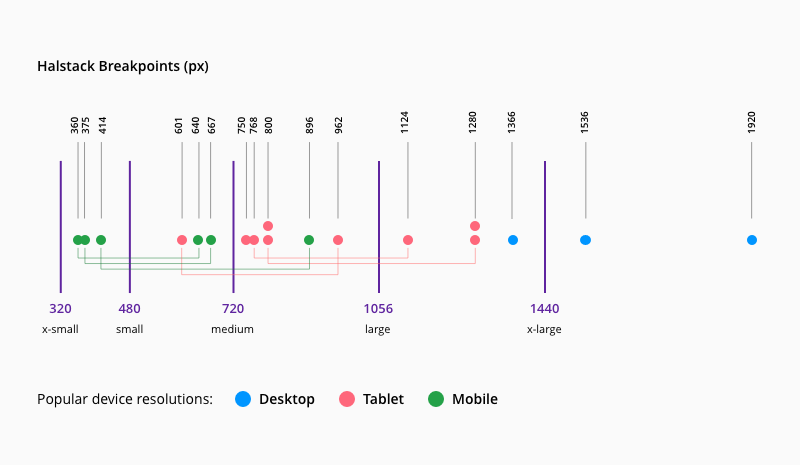 Halstack Breakpoints (px)
360 375 414 601 640 667 750 768 800 896 962 1124 1280 1366 1536 1920
320 480 720 1056 1440
x-small small medium large x-large
Popular device resolutions: Desktop Tablet Mobile